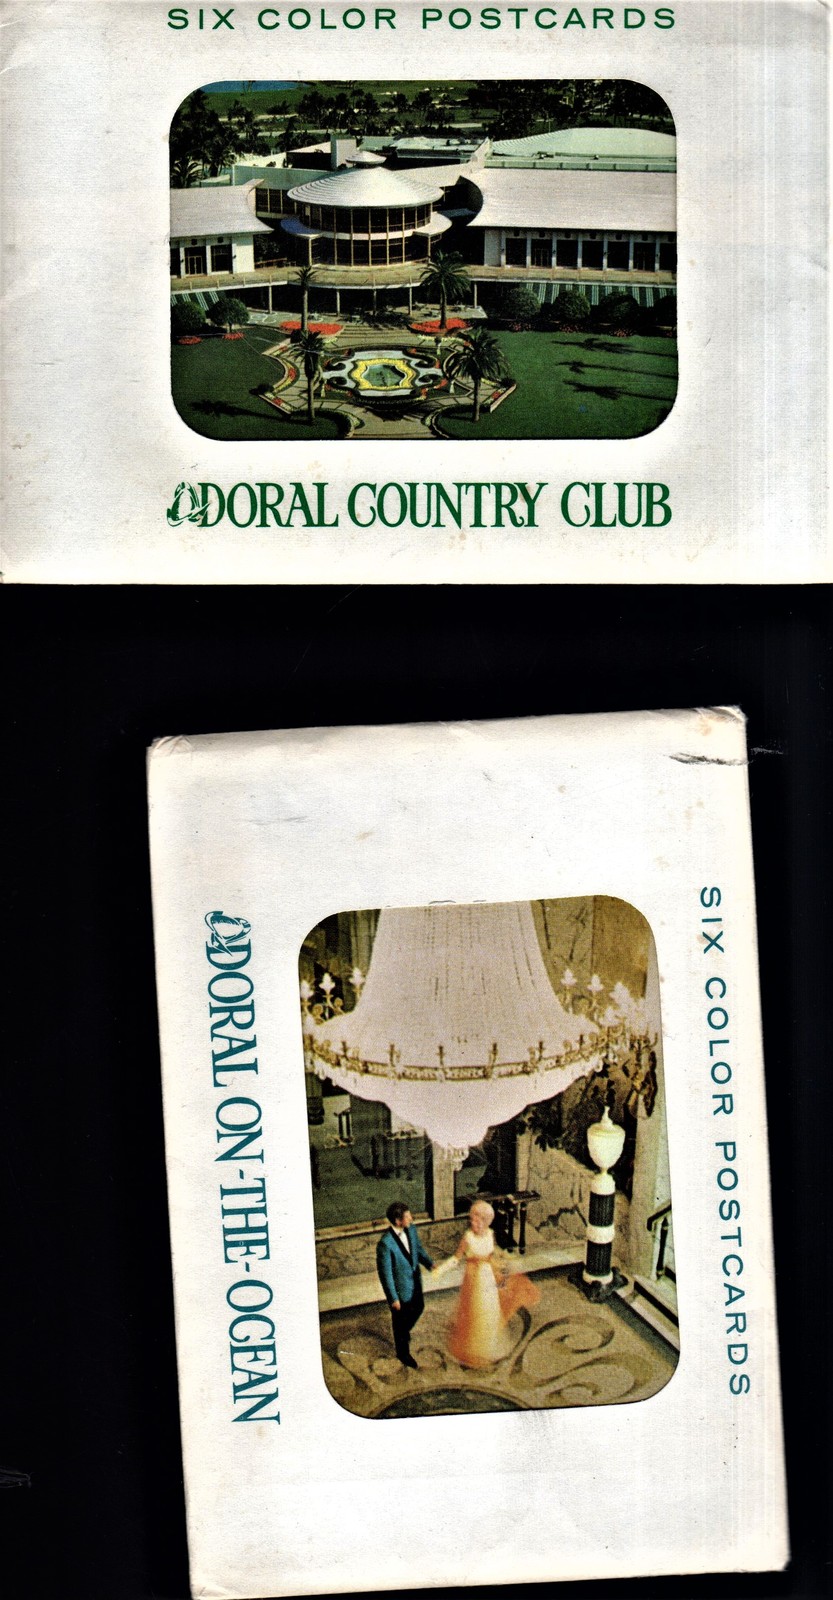 SIX COLOR POSTCARDS
DORAL COUNTRY CLUB
SIX COLOR POSTCARDS
DORAL ON-THE-OCEAN